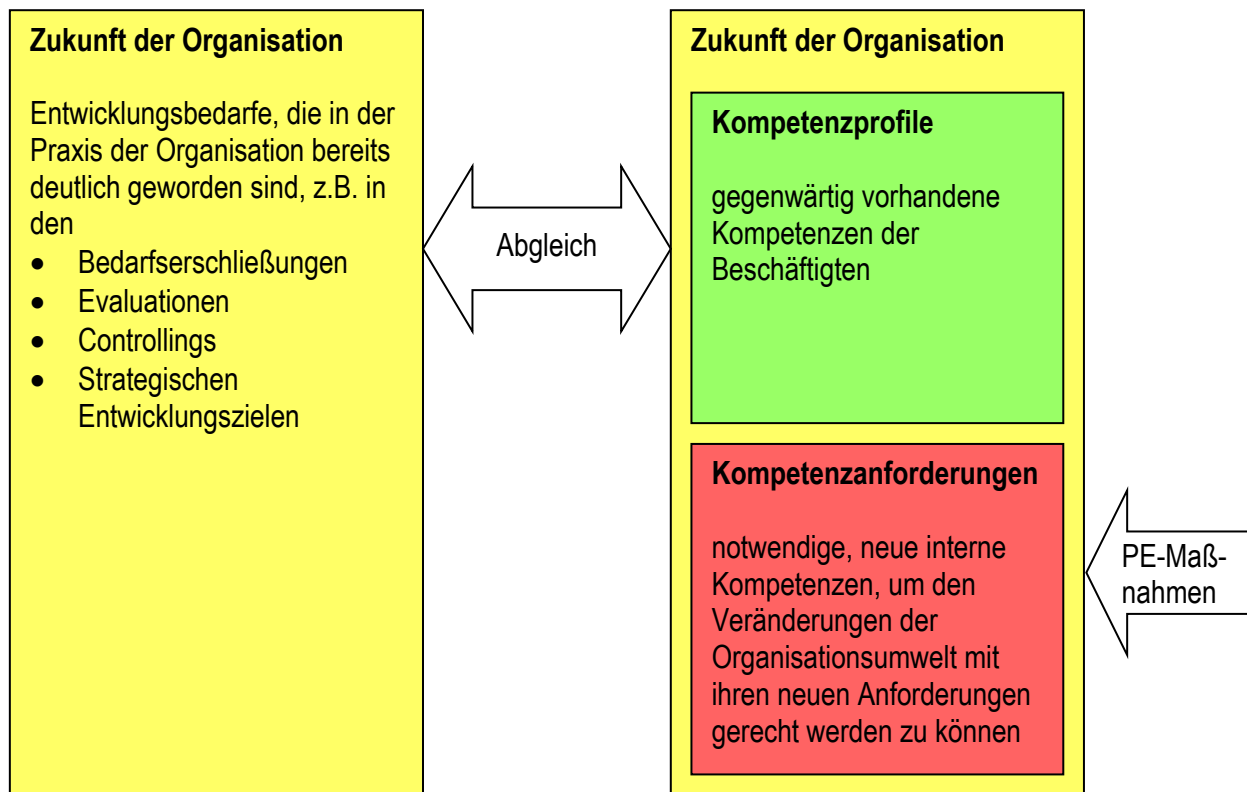 Zukunft der Organisation
Entwicklungsbedarfe, die in der
Praxis der Organisation bereits
deutlich geworden sind, z.B. in
den
• Bedarfserschließungen
• Evaluationen
• Controllings
• Strategischen
Entwicklungszielen
Abgleich
Zukunft der Organisation
Kompetenzprofile
gegenwärtig vorhandene
Kompetenzen der
Beschäftigten
Kompetenzanforderungen
notwendige, neue interne
Kompetenzen, um den
Veränderungen der
Organisationsumwelt mit
ihren neuen Anforderungen
gerecht werden zu können
PE-Maß-
nahmen